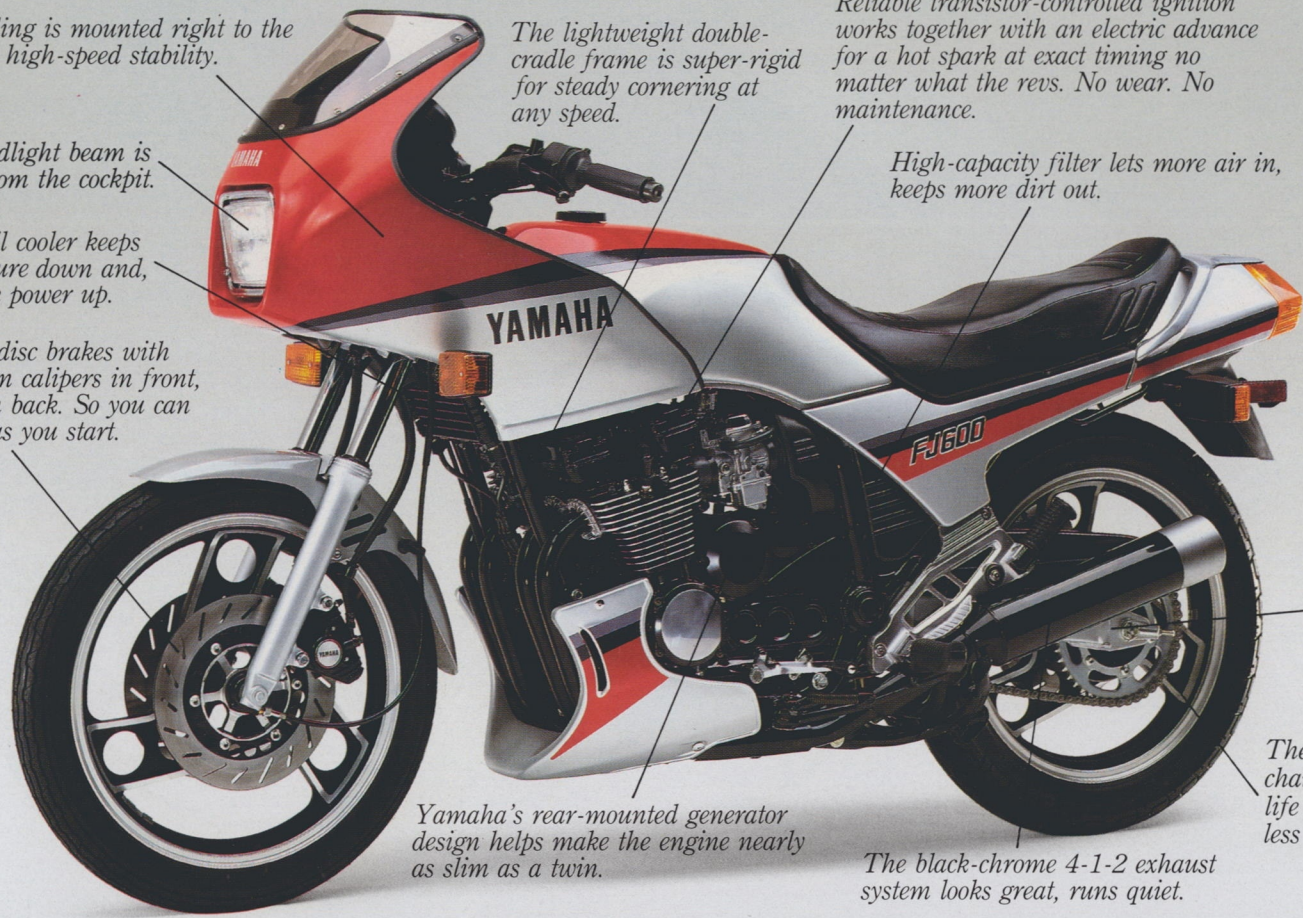 ing is mounted right to the
high-speed stability.
The lightweight double-
cradle frame is super-rigid
for steady cornering at
any speed.
Reliable transistor-controlled ignition
works together with an electric advance
for a hot spark at exact timing no
matter what the revs. No wear. No
maintenance.
dlight beam is
om the cockpit.
High-capacity filter lets more air in,
keeps more dirt out.
l cooler keeps
ure down and,
power up.
disc brakes with
n calipers in front,
back. So you can
as you start.
YAMAHA
YAMAHA
FJ600
YAMAHA
Yamaha's rear-mounted generator
design helps make the engine nearly
as slim as a twin.
The black-chrome 4-1-2 exhaust
system looks great, runs quiet.
The
cha
life
less